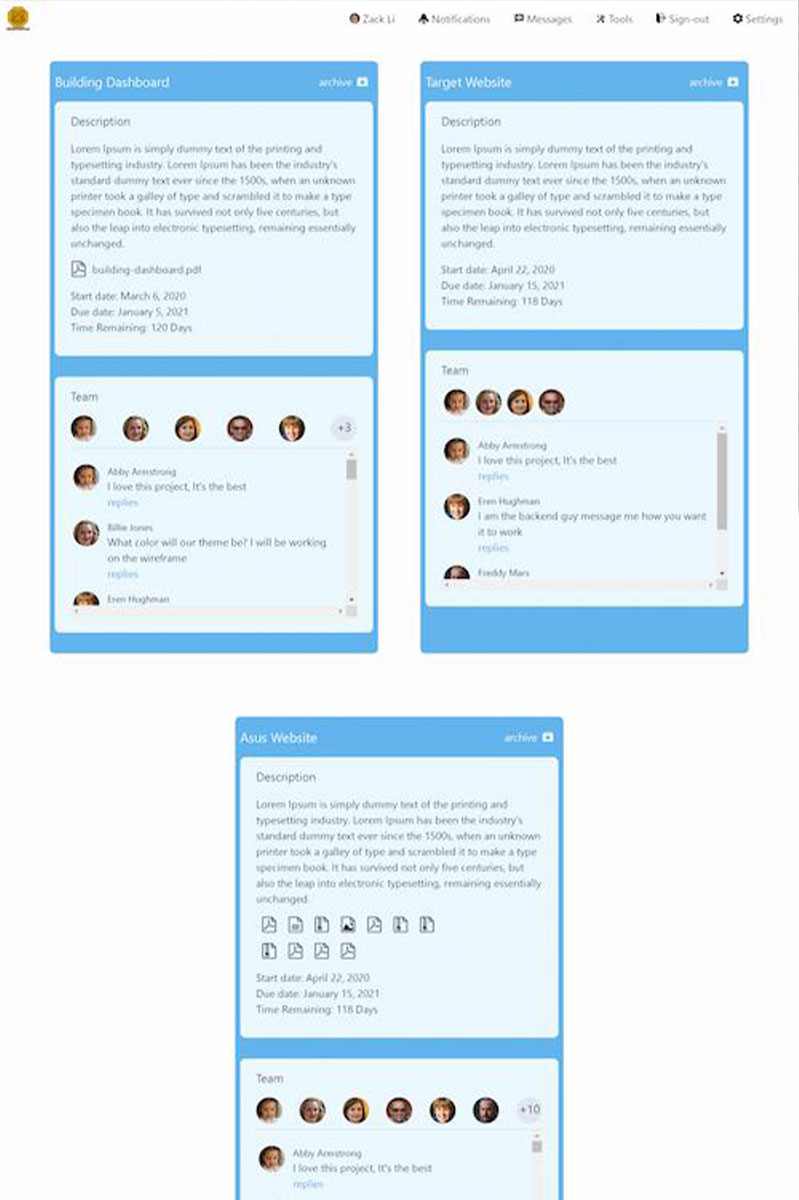 Zack Li Notifications Messages Tools Sign-out Settings
Building Dashboard archive
Description
Lorem Ipsum is simply dummy text of the printing and
typesetting industry. Lorem Ipsum has been the industry's
standard dummy text ever since the 1500s, when an unknown
printer took a galley of type and scrambled it to make a type
specimen book. It has survived not only five centuries, but
also the leap into electronic typesetting, remaining essentially
unchanged.
building-dashboard.pdf
Start date: March 6, 2020
Due date: January 5, 2021
Time Remaining: 120 Days
Team
+3
Abby Armstrong
I love this project, It's the best
replies
Billie Jones
What color will our theme be? I will be working
on the wireframe
replies
Eren Hughman
Target Website archive
Description
Lorem Ipsum is simply dummy text of the printing and
typesetting industry. Lorem Ipsum has been the industry's
standard dummy text ever since the 1500s, when an unknown
printer took a galley of type and scrambled it to make a type
specimen book. It has survived not only five centuries, but
also the leap into electronic typesetting, remaining essentially
unchanged.
Start date: April 22, 2020
Due date: January 15, 2021
Time Remaining: 118 Days
Team
Abby Armstrong
I love this project, It's the best
replies
Eren Hughman
I am the backend guy message me how you want
it to work
replies
Freddy Mars
Asus Website archive
Description
Lorem Ipsum is simply dummy text of the printing and
typesetting industry. Lorem Ipsum has been the industry's
standard dummy text ever since the 1500s, when an unknown
printer took a galley of type and scrambled it to make a type
specimen book. It has survived not only five centuries, but
also the leap into electronic typesetting, remaining essentially
unchanged.
Start date: April 22, 2020
Due date: January 15, 2021
Time Remaining: 118 Days
Team
+10
Abby Armstrong
I love this project, It's the best
replies